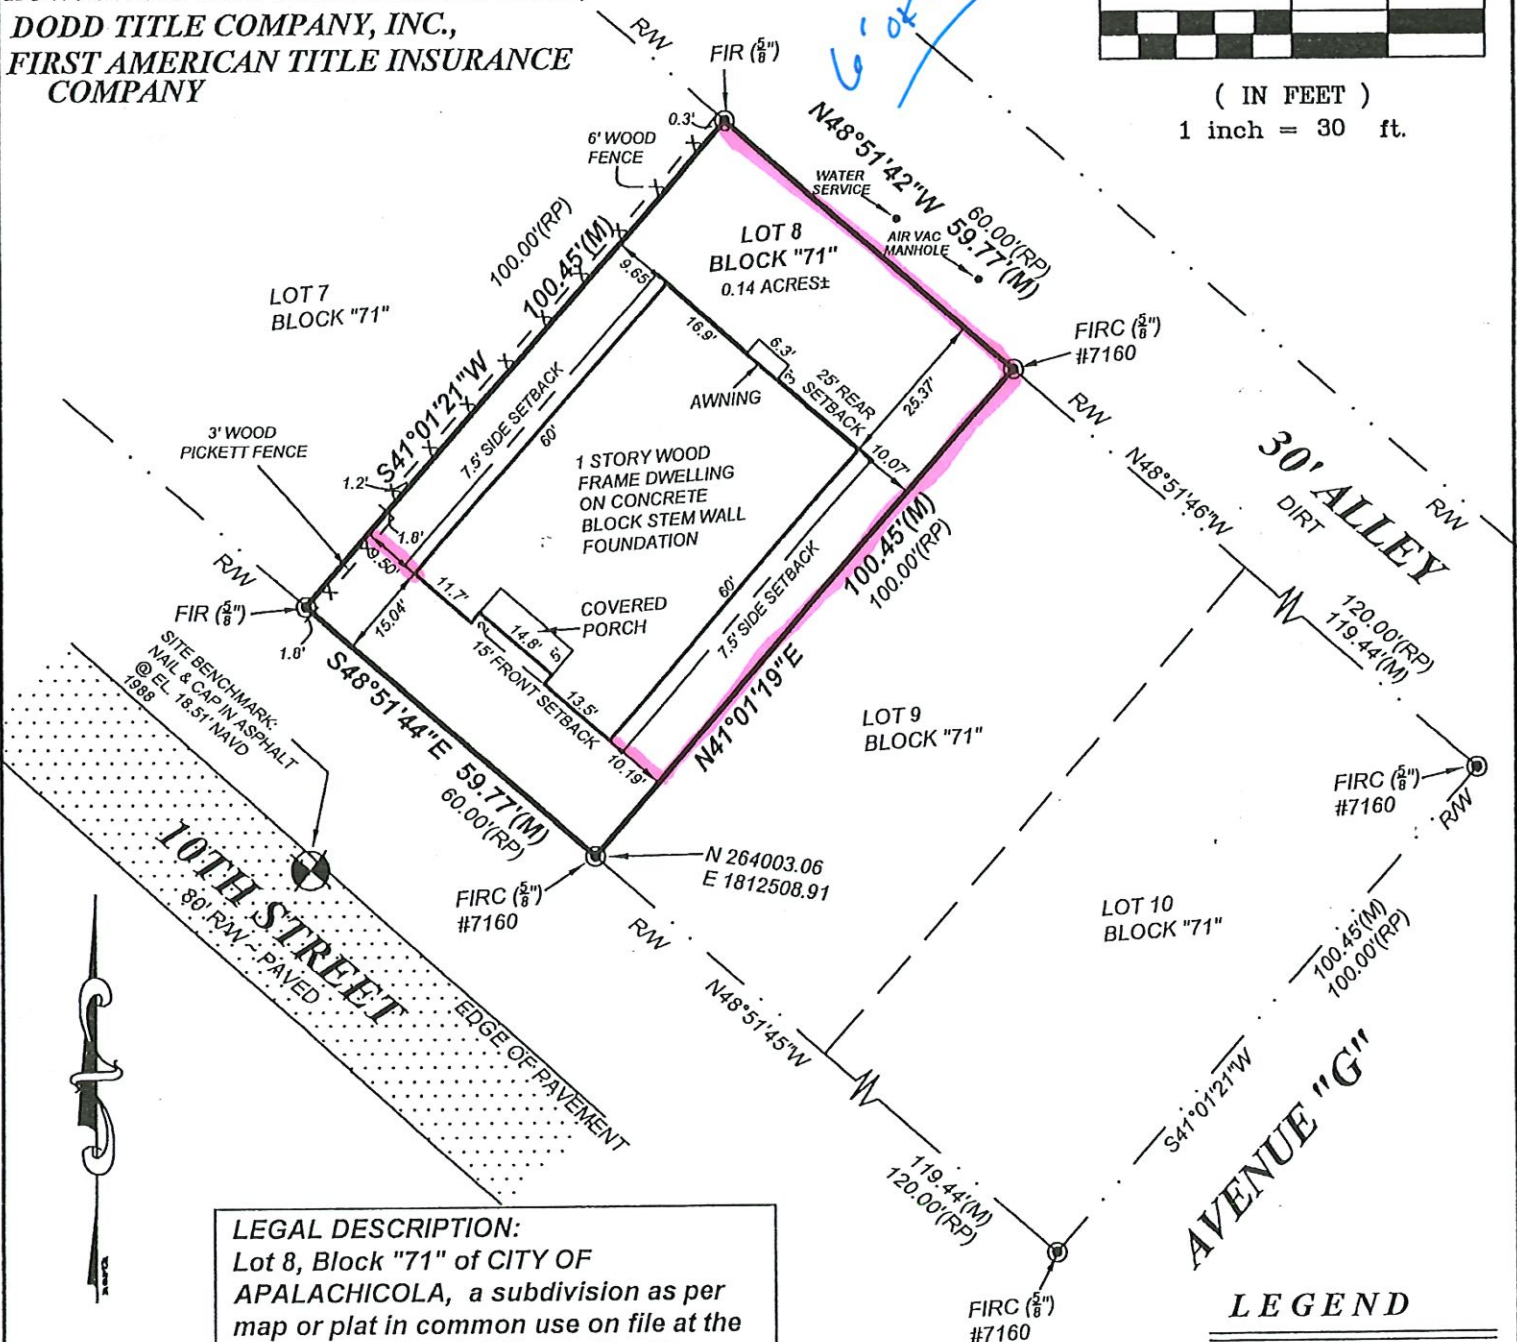 DODD TITLE COMPANY, INC.,
FIRST AMERICAN TITLE INSURANCE
COMPANY
6' ok
( IN FEET )
1 inch = 30 ft.
R/W
FIR (5/8")
0.3'
6' WOOD
FENCE
N48°51'42"W 59.77'(M)
60.00'(RP)
WATER
SERVICE
AIR VAC
MANHOLE
LOT 8
BLOCK "71"
0.14 ACRES±
100.00'(RP)
S41°01'21"W 100.45'(M)
LOT 7
BLOCK "71"
9.65'
16.9'
6.3'
3'
AWNING
25' REAR
SETBACK
25.37'
10.07'
FIRC (5/8")
#7160
R/W
7.5' SIDE SETBACK
60'
3' WOOD
PICKETT FENCE
1.2'
1.8'
9.50'
1 STORY WOOD
FRAME DWELLING
ON CONCRETE
BLOCK STEM WALL
FOUNDATION
30' ALLEY
DIRT
R/W
N48°51'46"W
120.00'(RP)
119.44'(M)
R/W
FIR (5/8")
1.8'
15.04'
11.7'
2'
14.8'
5'
COVERED
PORCH
15' FRONT SETBACK
13.5'
60'
7.5' SIDE SETBACK
10.19'
N41°01'19"E 100.45'(M)
100.00'(RP)
S48°51'44"E 59.77'(M)
60.00'(RP)
SITE BENCHMARK:
NAIL & CAP IN ASPHALT
@ EL. 18.51' NAVD
1988
LOT 9
BLOCK "71"
FIRC (5/8")
#7160
R/W
10TH STREET
80' R/W ~ PAVED
EDGE OF PAVEMENT
N 264003.06
E 1812508.91
FIRC (5/8")
#7160
R/W
LOT 10
BLOCK "71"
100.45'(M)
100.00'(RP)
S41°01'21"W
N48°51'45"W
119.44'(M)
120.00'(RP)
AVENUE "G"
north
LEGAL DESCRIPTION:
Lot 8, Block "71" of CITY OF
APALACHICOLA, a subdivision as per
map or plat in common use on file at the
FIRC (5/8")
#7160
LEGEND